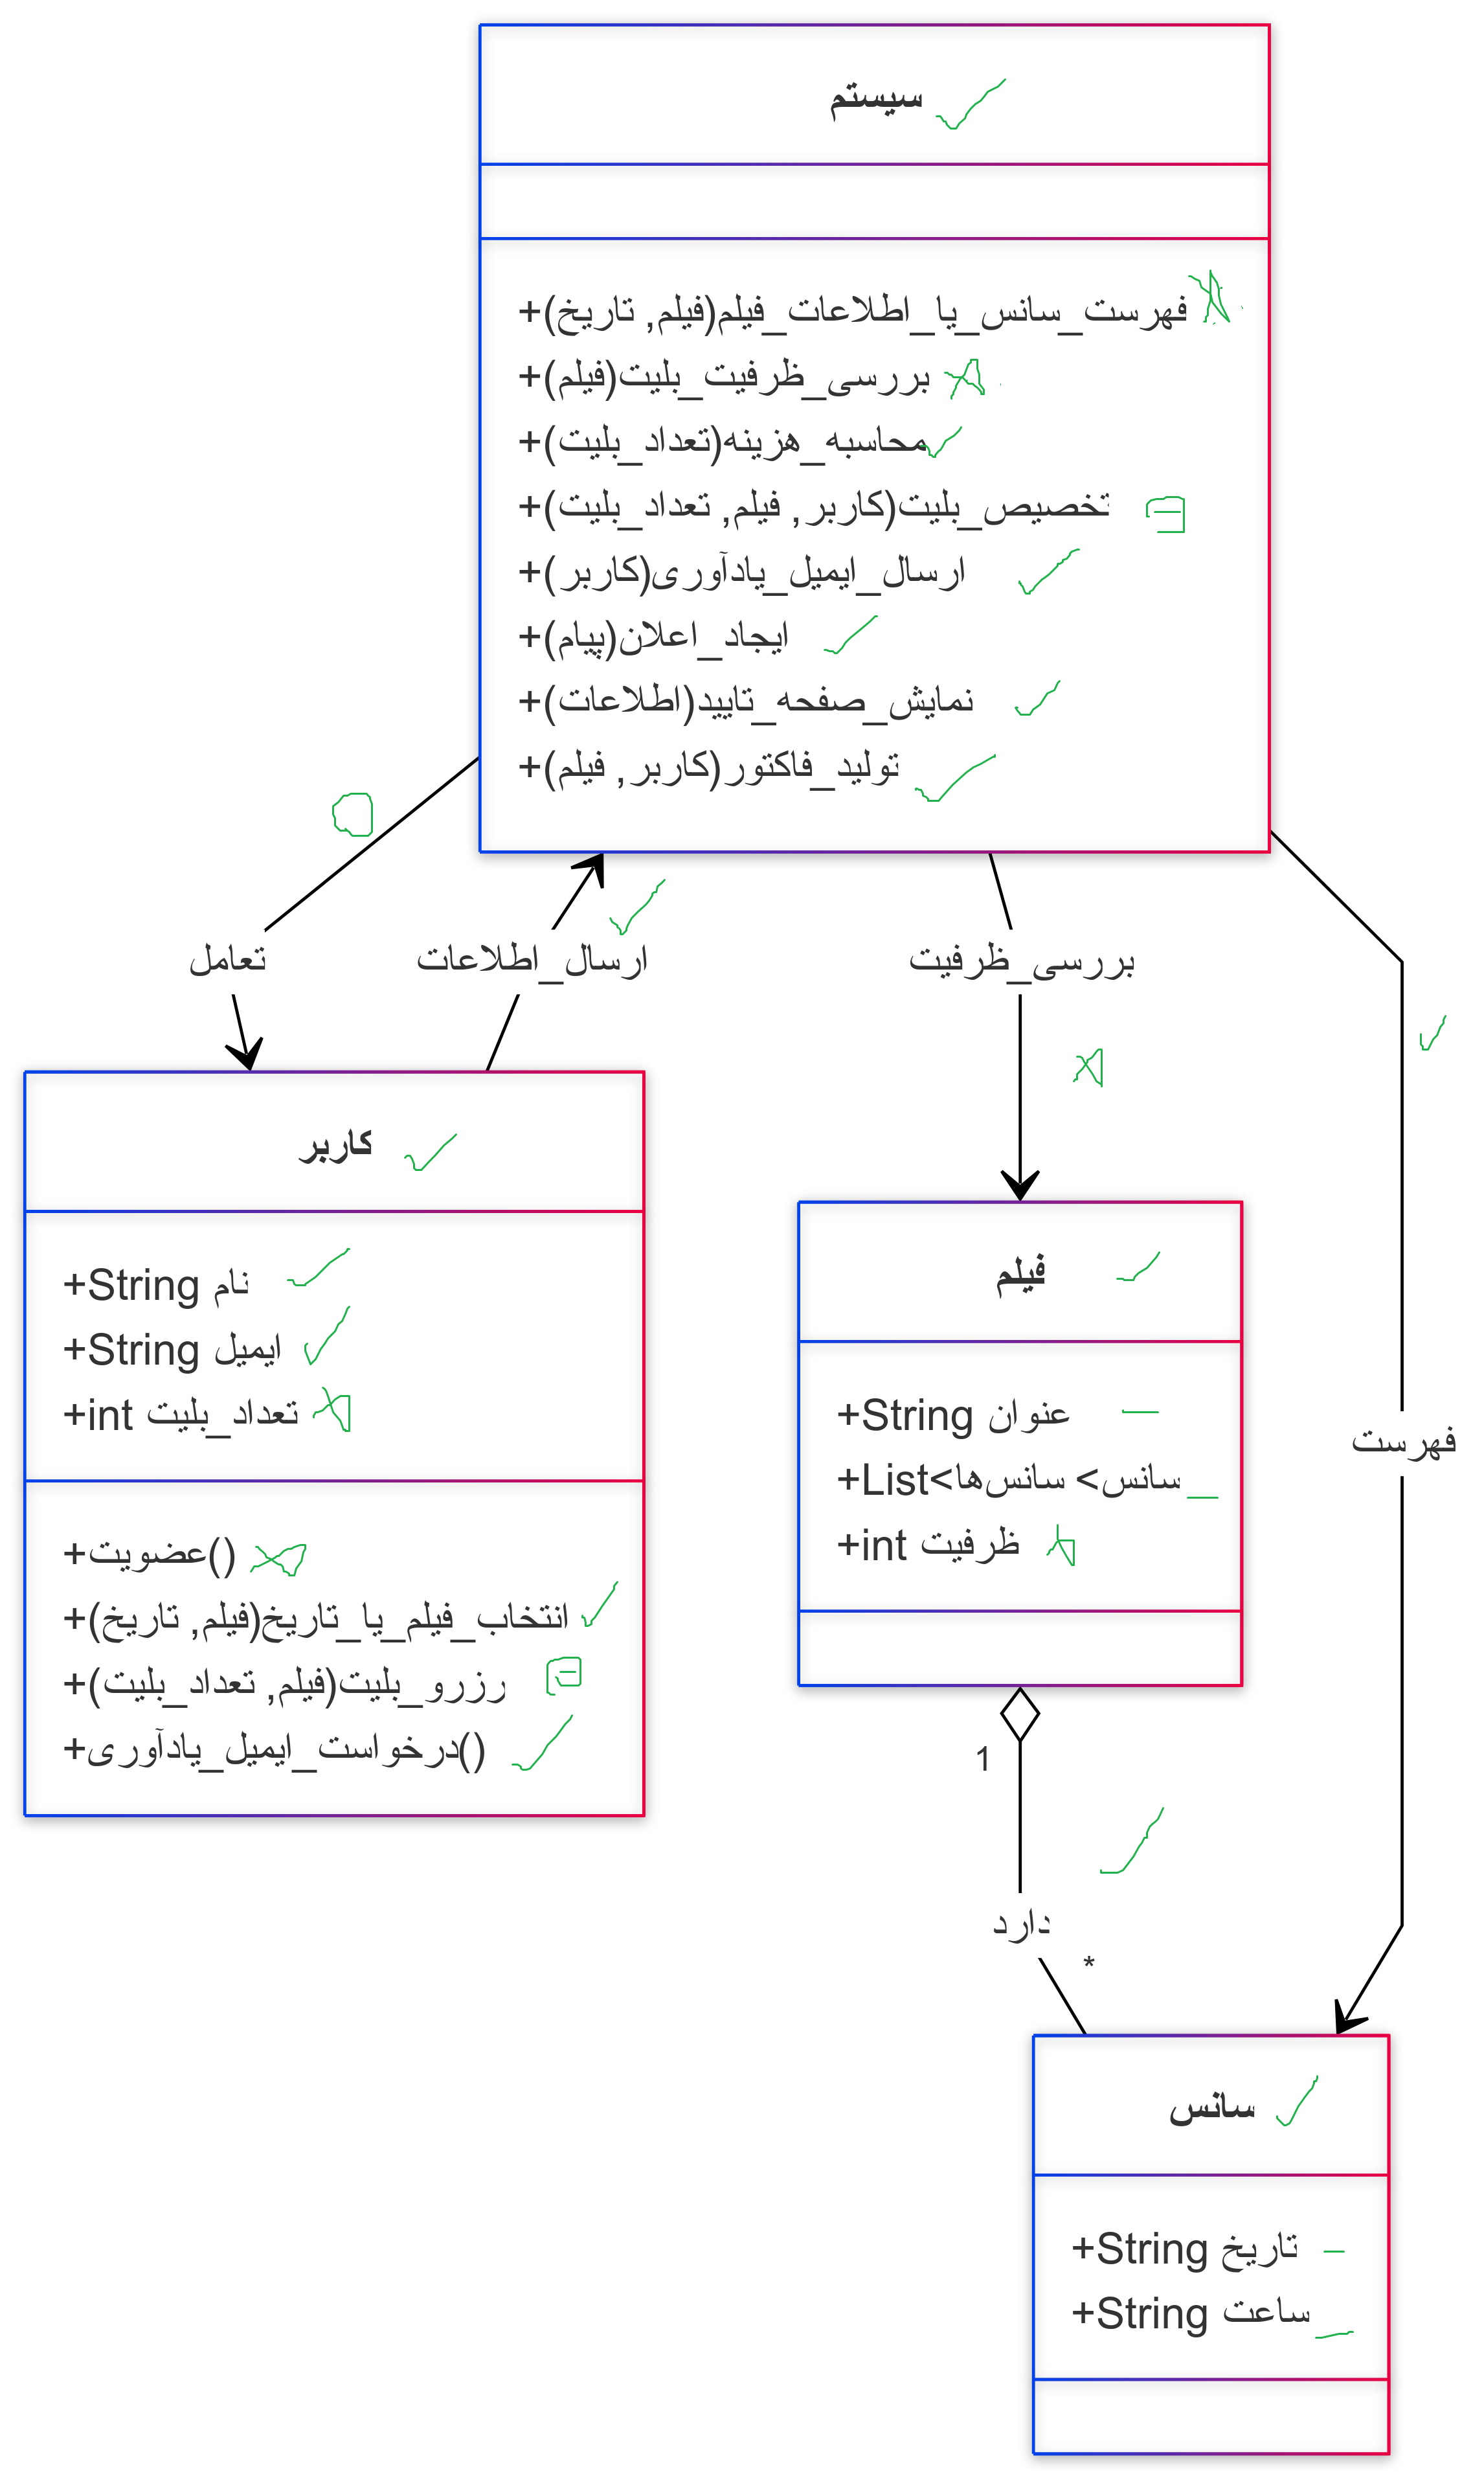 سیستم
+فهرست_سانس_یا_اطلاعات_فیلم(فیلم, تاریخ)
+بررسی_ظرفیت_بلیت(فیلم)
+محاسبه_هزینه(تعداد_بلیت)
+تخصیص_بلیت(کاربر, فیلم, تعداد_بلیت)
+ارسال_ایمیل_یادآوری(کاربر)
+ایجاد_اعلان(پیام)
+نمایش_صفحه_تایید(اطلاعات)
+تولید_فاکتور(کاربر, فیلم)
تعامل
ارسال_اطلاعات
بررسی_ظرفیت
کاربر
+String نام
+String ایمیل
+int تعداد_بلیت
+عضویت()
+انتخاب_فیلم_یا_تاریخ(فیلم, تاریخ)
+رزرو_بلیت(فیلم, تعداد_بلیت)
+درخواست_ایمیل_یادآوری()
فیلم
+String عنوان
+List<سانس> سانس‌ها
+int ظرفیت
فهرست
1
دارد
*
سانس
+String تاریخ
+String ساعت